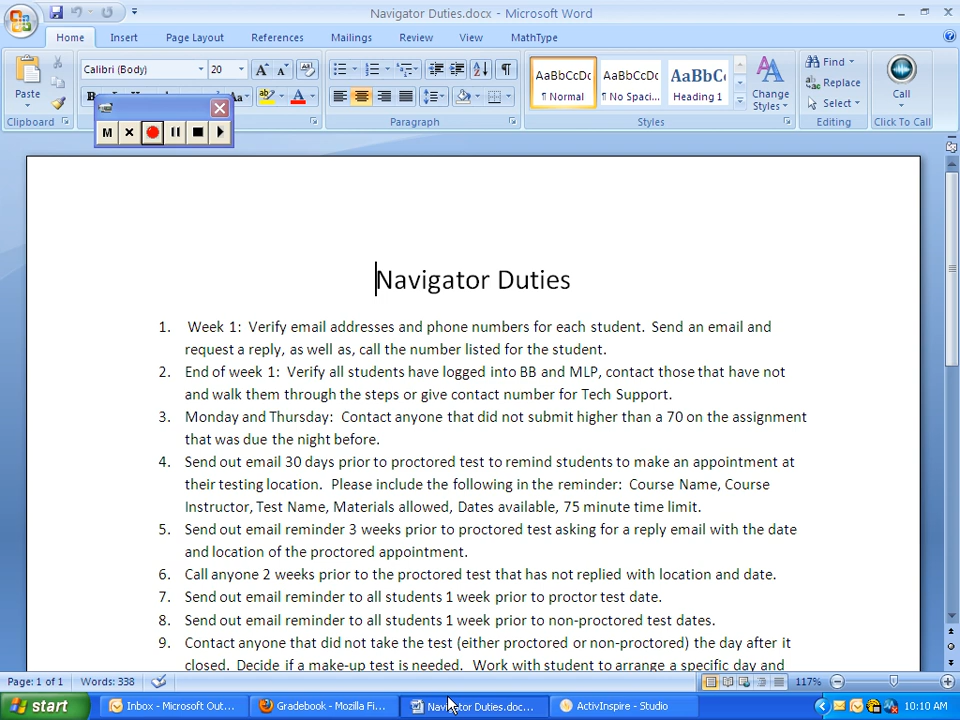 Navigator Duties.docx - Microsoft Word
Home Insert Page Layout References Mailings Review View MathType
Paste
Clipboard
Calibri (Body) 20
B
Aa
Paragraph
AaBbCcDc AaBbCcDc AaBbC
¶ Normal ¶ No Spaci... Heading 1
Change Styles
Styles
Find
Replace
Select
Editing
Call
Click To Call
M
Navigator Duties
1. Week 1: Verify email addresses and phone numbers for each student. Send an email and
request a reply, as well as, call the number listed for the student.
2. End of week 1: Verify all students have logged into BB and MLP, contact those that have not
and walk them through the steps or give contact number for Tech Support.
3. Monday and Thursday: Contact anyone that did not submit higher than a 70 on the assignment
that was due the night before.
4. Send out email 30 days prior to proctored test to remind students to make an appointment at
their testing location. Please include the following in the reminder: Course Name, Course
Instructor, Test Name, Materials allowed, Dates available, 75 minute time limit.
5. Send out email reminder 3 weeks prior to proctored test asking for a reply email with the date
and location of the proctored appointment.
6. Call anyone 2 weeks prior to the proctored test that has not replied with location and date.
7. Send out email reminder to all students 1 week prior to proctor test date.
8. Send out email reminder to all students 1 week prior to non-proctored test dates.
9. Contact anyone that did not take the test (either proctored or non-proctored) the day after it
closed. Decide if a make-up test is needed. Work with student to arrange a specific day and
Page: 1 of 1 Words: 338 117%
start Inbox - Microsoft Out... Gradebook - Mozilla Fi... Navigator Duties.doc... ActivInspire - Studio 10:10 AM